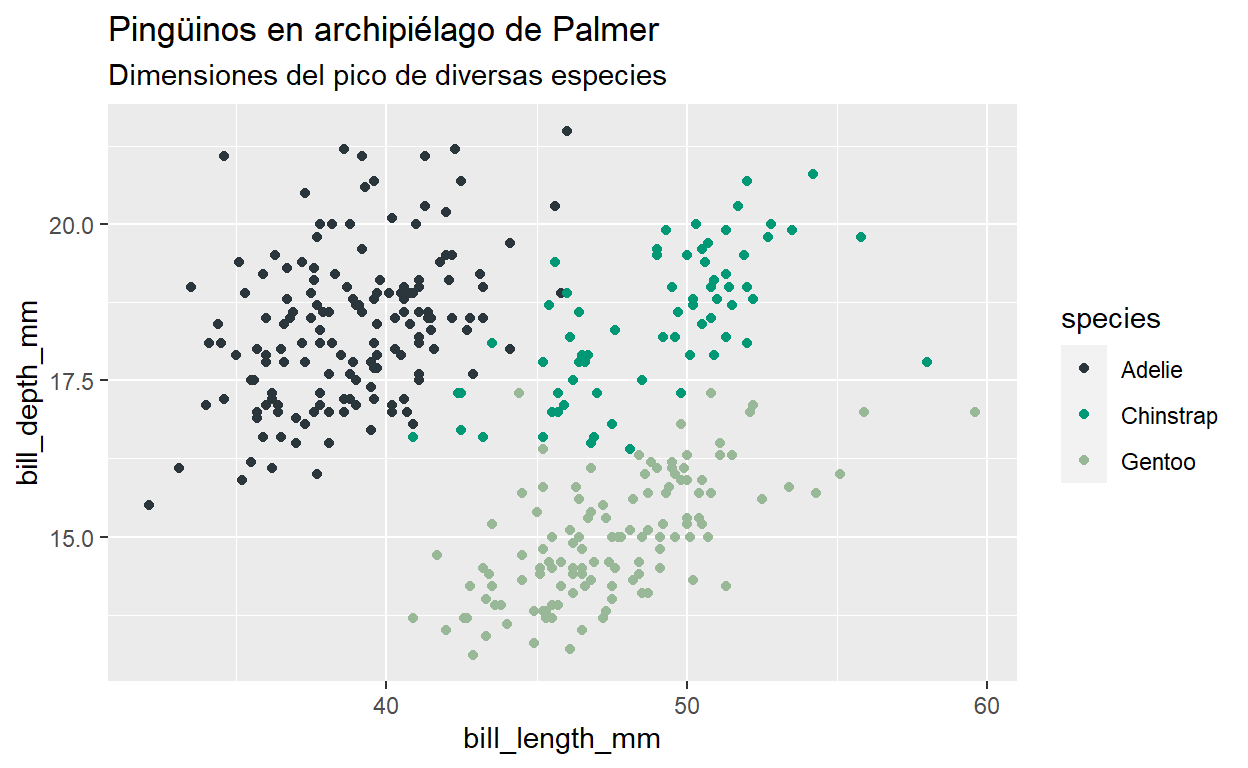 Pingüinos en archipiélago de Palmer
Dimensiones del pico de diversas especies
20.0
17.5
15.0
bill_depth_mm
40
50
60
bill_length_mm
species
Adelie
Chinstrap
Gentoo